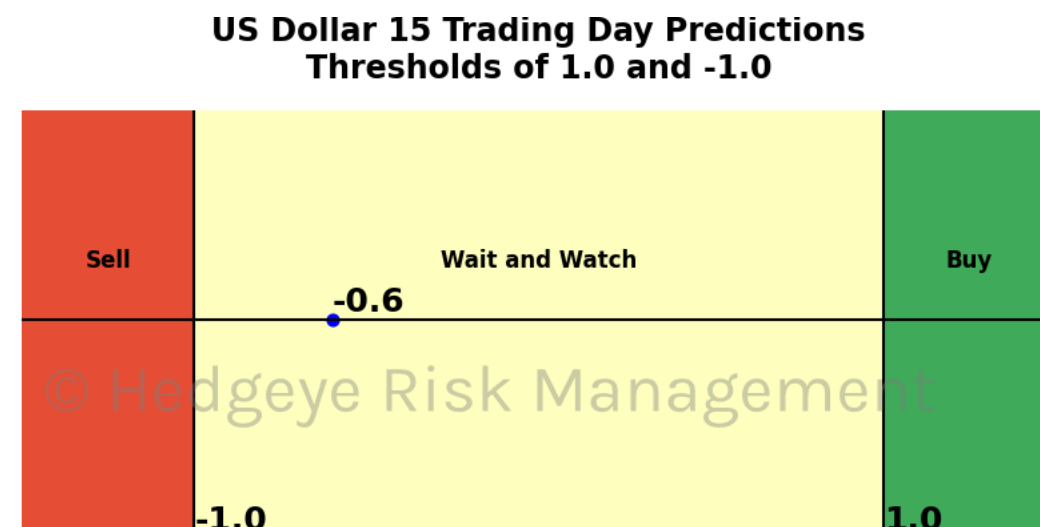 US Dollar 15 Trading Day Predictions
Thresholds of 1.0 and -1.0
Sell
Wait and Watch
Buy
-0.6
© Hedgeye Risk Management
-1.0
1.0